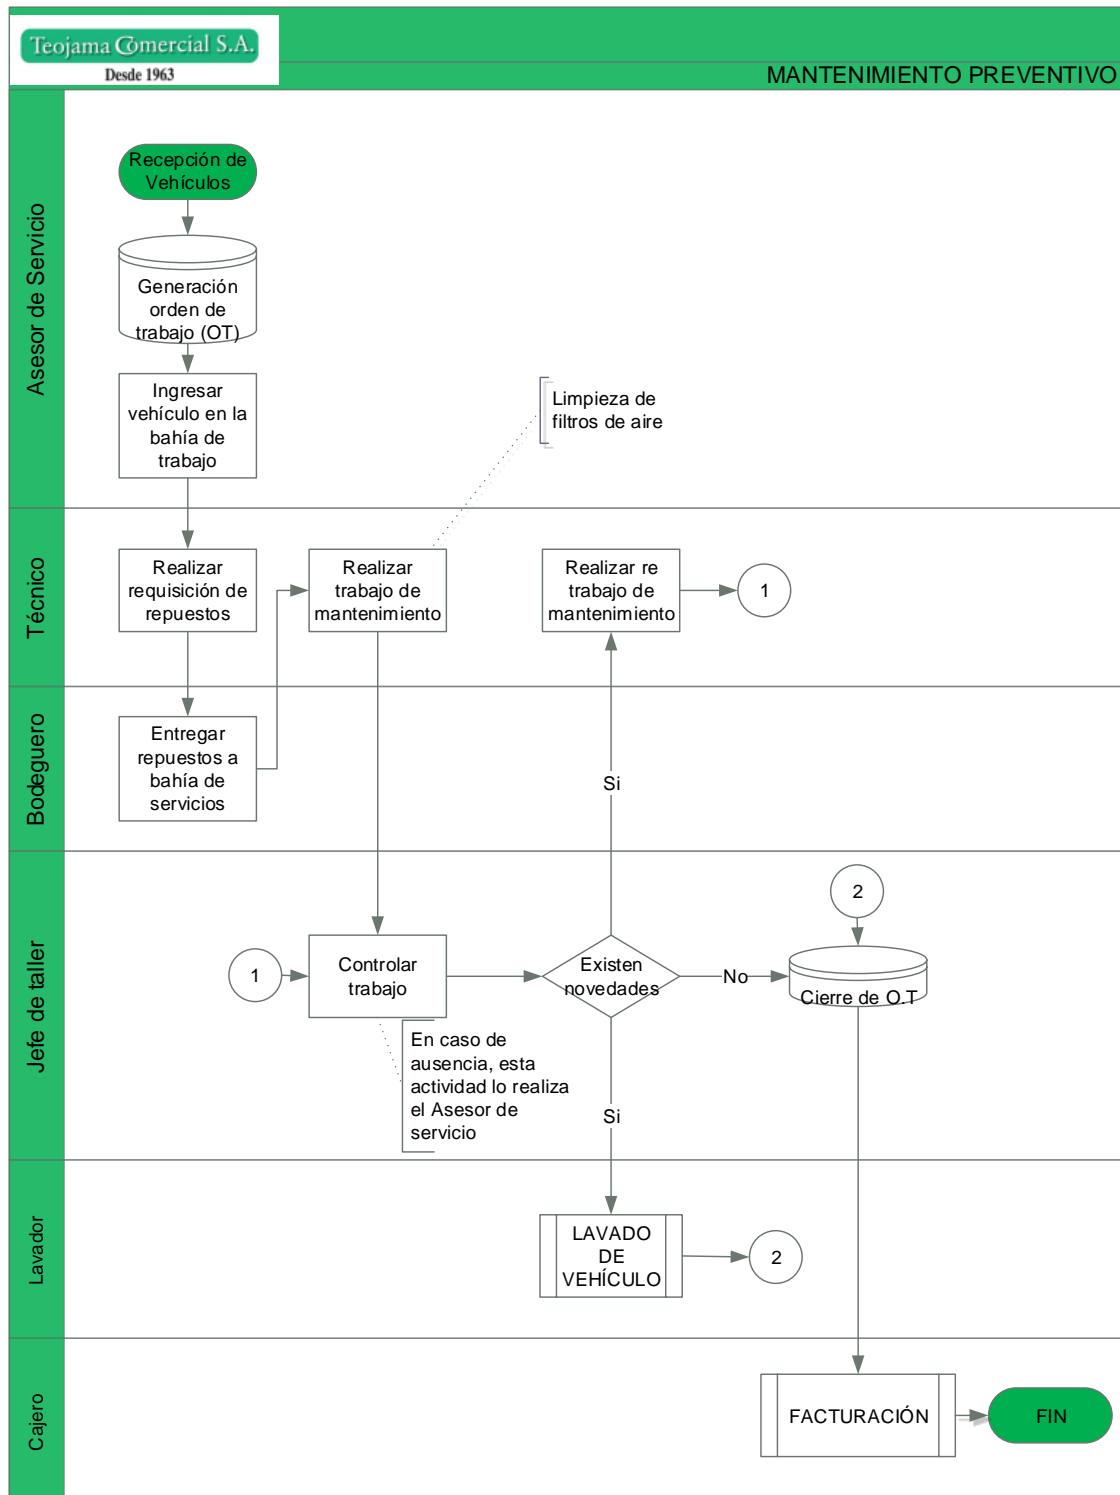 Teojama Comercial S.A.
Desde 1963
MANTENIMIENTO PREVENTIVO
Asesor de Servicio
Recepción de
Vehículos
Generación
orden de
trabajo (OT)
Ingresar
vehículo en la
bahía de
trabajo
Limpieza de
filtros de aire
Técnico
Realizar
requisición de
repuestos
Realizar
trabajo de
mantenimiento
Realizar re
trabajo de
mantenimiento
1
Bodeguero
Entregar
repuestos a
bahía de
servicios
Si
Jefe de taller
1
Controlar
trabajo
Existen
novedades
No
2
Cierre de O.T
En caso de
ausencia, esta
actividad lo realiza
el Asesor de
servicio
Si
Lavador
LAVADO
DE
VEHÍCULO
2
Cajero
FACTURACIÓN
FIN